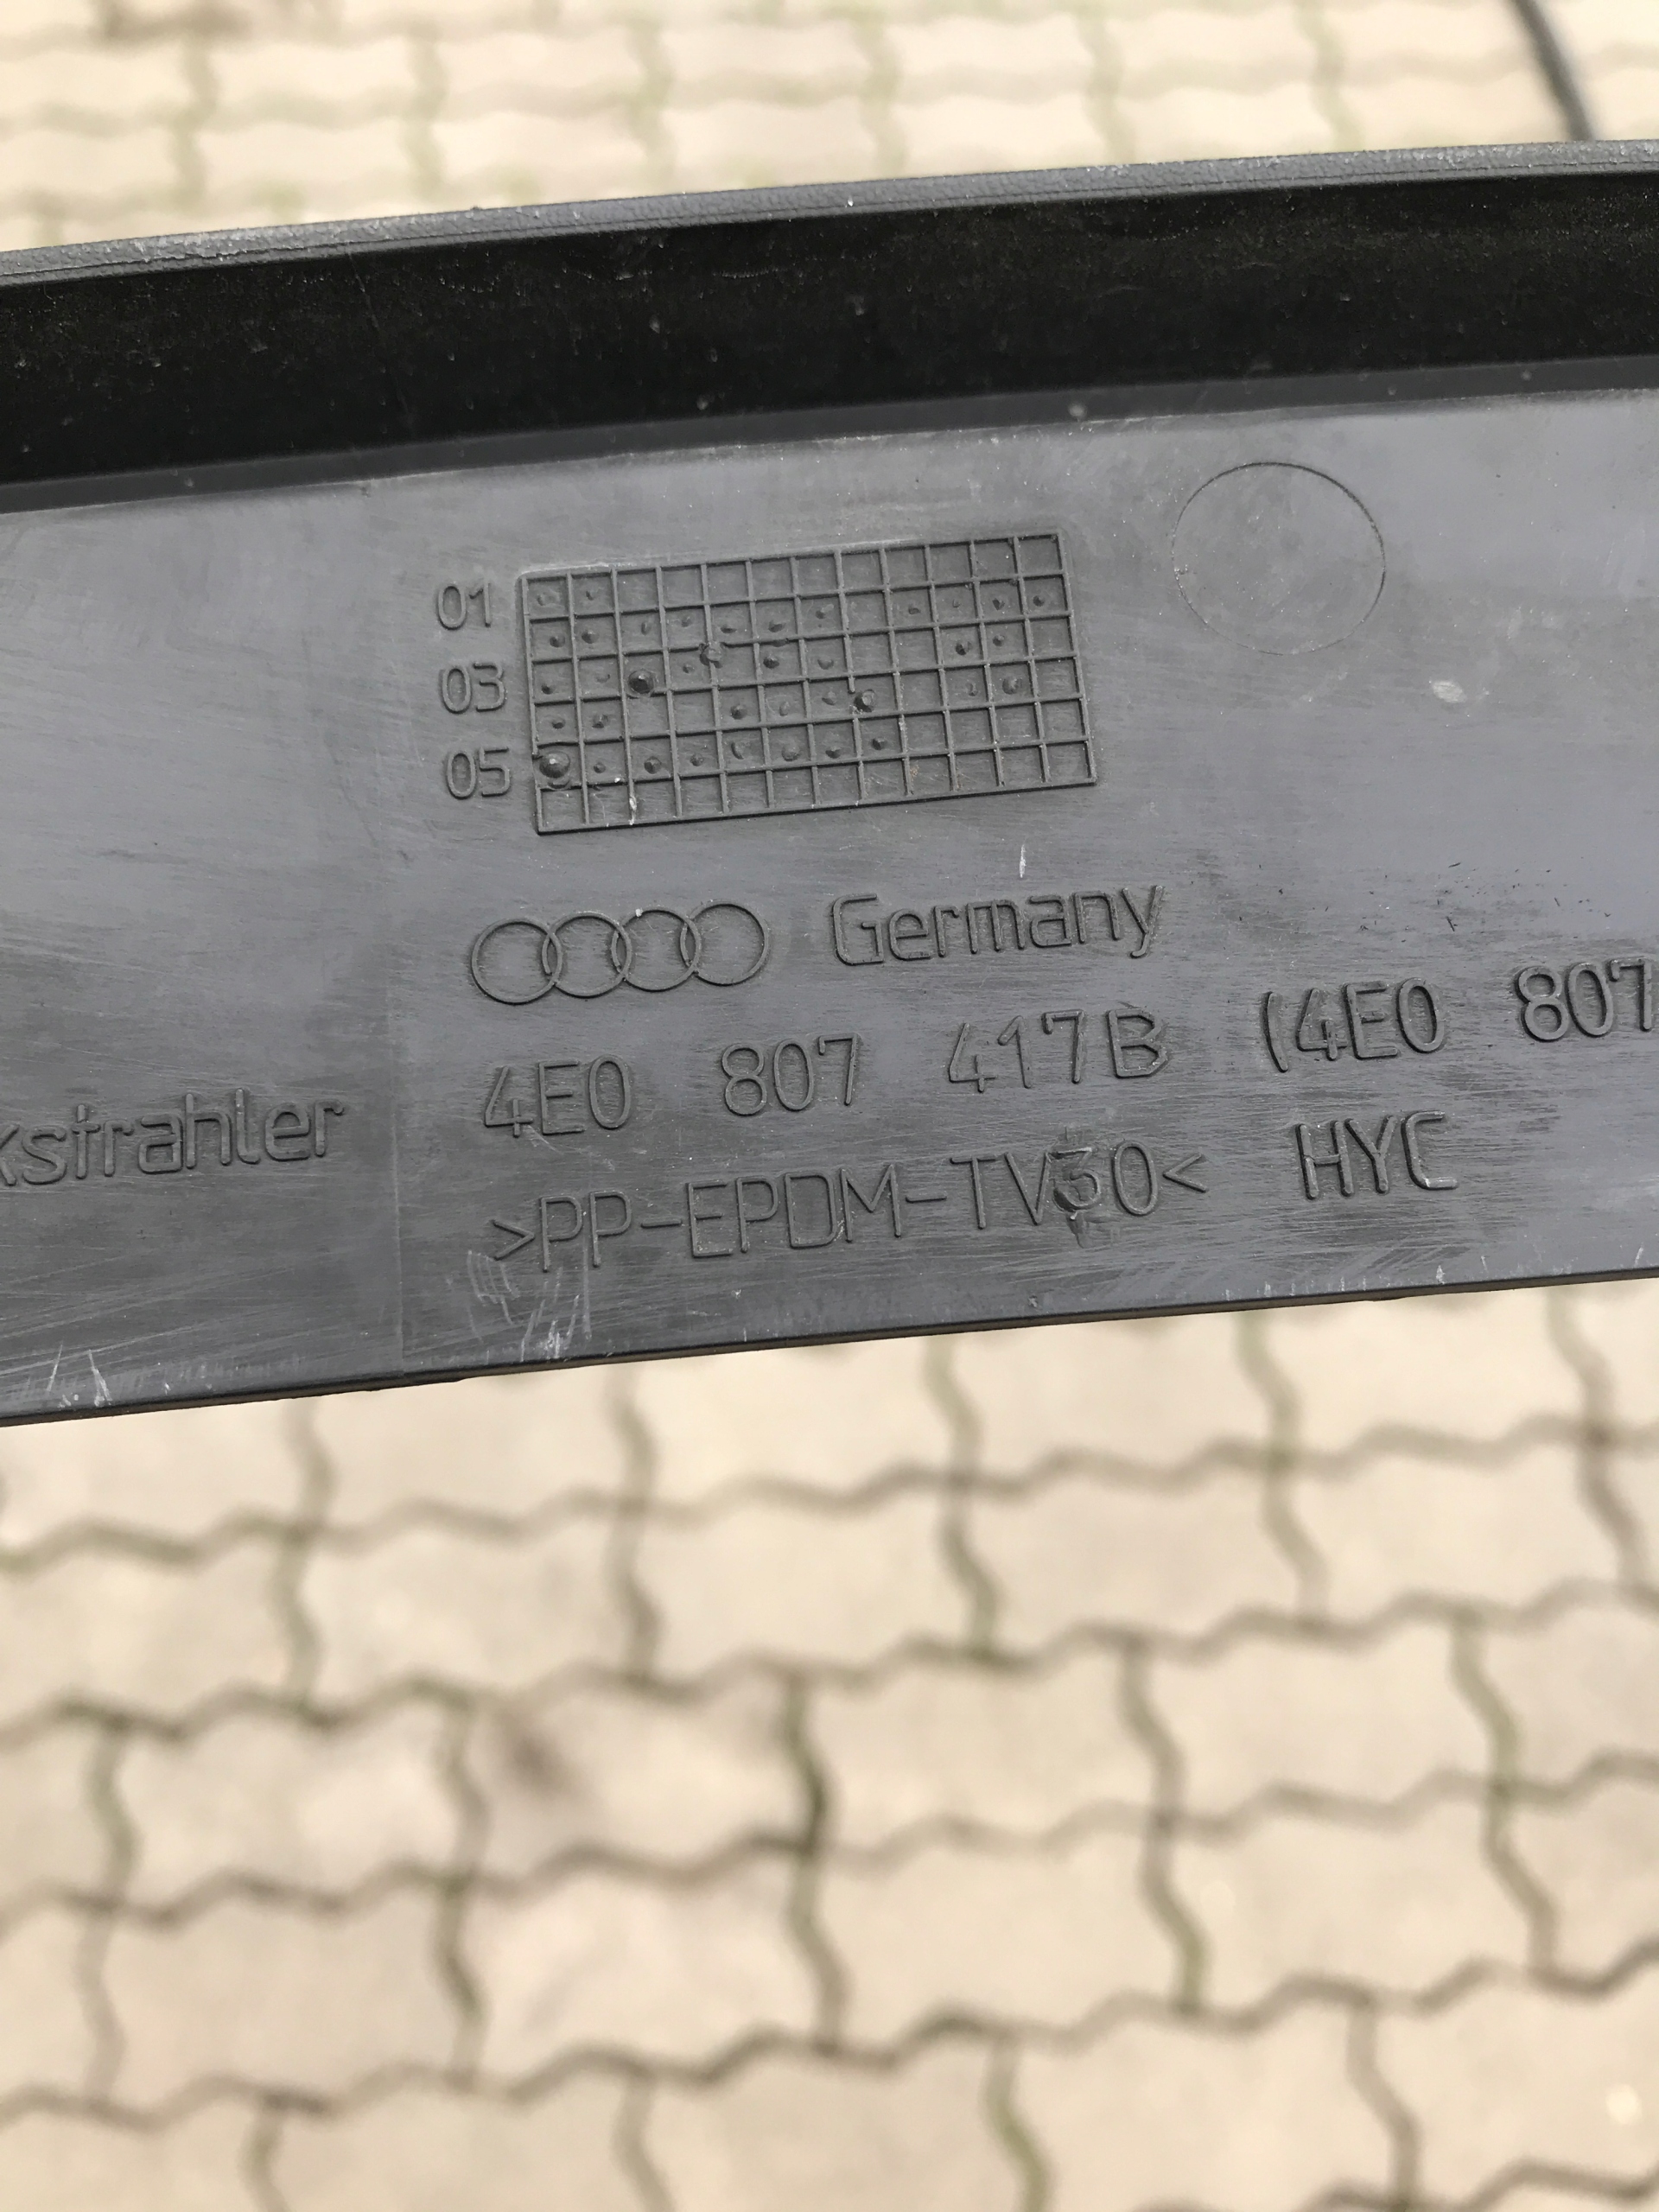 01
03
05
Germany
4E0 807 417B (4E0 807
kstrahler
>PP-EPDM-TV30< HYC